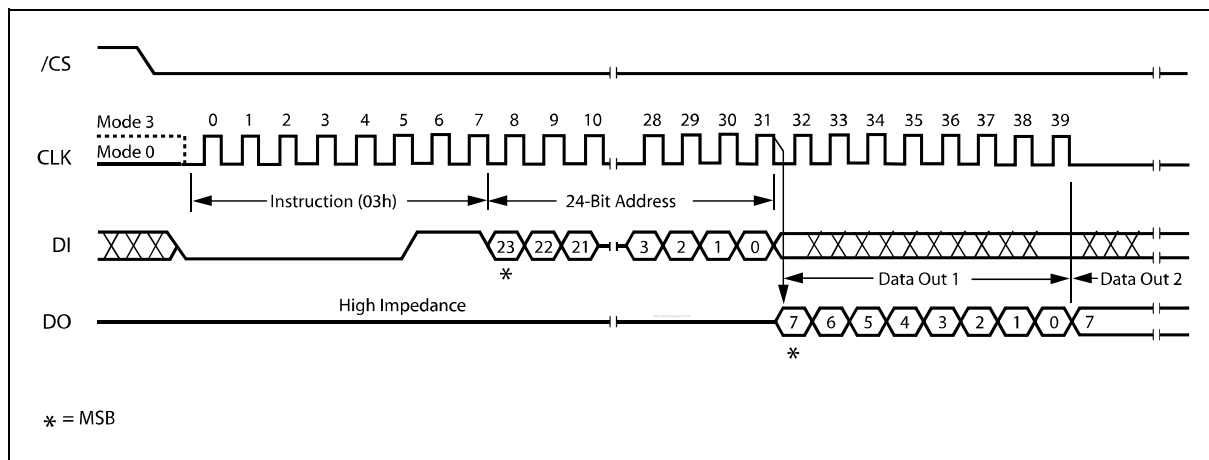 /CS
Mode 3
0 1 2 3 4 5 6 7 8 9 10 28 29 30 31 32 33 34 35 36 37 38 39
CLK
Mode 0
Instruction (03h) 24-Bit Address
DI
23 22 21 3 2 1 0
*
Data Out 1 Data Out 2
High Impedance
DO
7 6 5 4 3 2 1 0 7
*
* = MSB